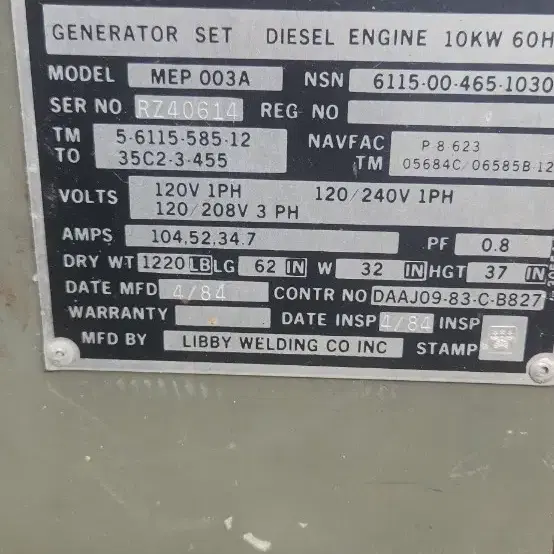 GENERATOR SET DIESEL ENGINE 10KW 60H
MODEL MEP 003A NSN 6115-00-465-1030
SER NO RZ40614 REG NO
TM 5-6115-585-12 NAVFAC P-8 623
TO 35C2-3-455 TM 05684C/06585B-12
VOLTS 120V 1PH 120/240V 1PH
120/208V 3 PH
AMPS 104,52,34.7 PF 0.8
DRY WT 1220 LB LG 62 IN W 32 IN HGT 37 IN
DATE MFD 4/84 CONTR NO DAAJ09-83-C-B827
WARRANTY DATE INSP 4/84 INSP
MFD BY LIBBY WELDING CO INC STAMP